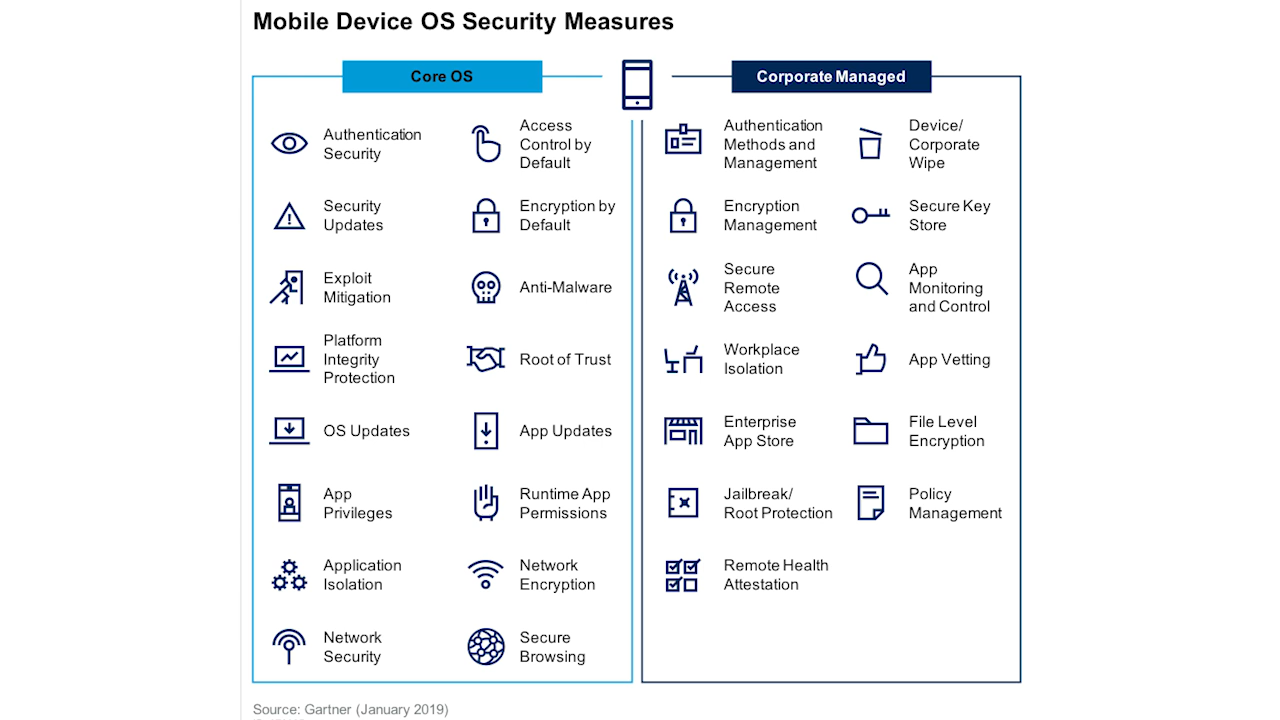 Mobile Device OS Security Measures
Core OS
Authentication
Security
Access
Control by
Default
Security
Updates
Encryption by
Default
Exploit
Mitigation
Anti-Malware
Platform
Integrity
Protection
Root of Trust
OS Updates
App Updates
App
Privileges
Runtime App
Permissions
Application
Isolation
Network
Encryption
Network
Security
Secure
Browsing
Corporate Managed
Authentication
Methods and
Management
Device/
Corporate
Wipe
Encryption
Management
Secure Key
Store
Secure
Remote
Access
App
Monitoring
and Control
Workplace
Isolation
App Vetting
Enterprise
App Store
File Level
Encryption
Jailbreak/
Root Protection
Policy
Management
Remote Health
Attestation
Source: Gartner (January 2019)